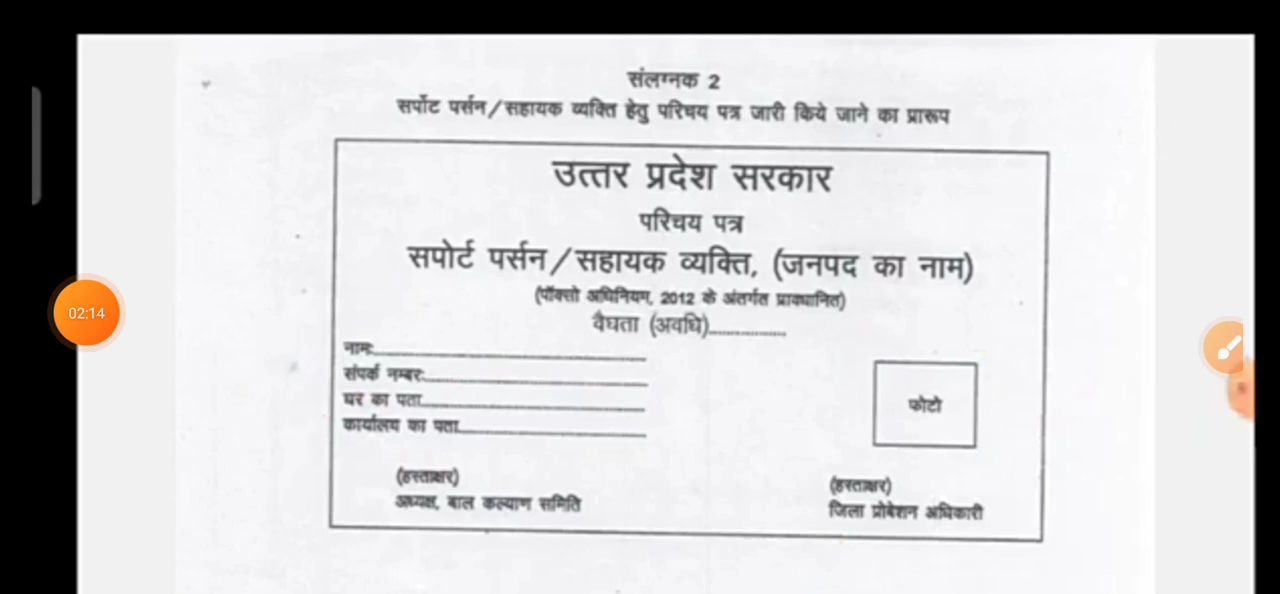 संलग्नक 2
सर्पोट पर्सन/सहायक व्यक्ति हेतु परिचय पत्र जारी किये जाने का प्रारूप
उत्तर प्रदेश सरकार
परिचय पत्र
सपोर्ट पर्सन/सहायक व्यक्ति, (जनपद का नाम)
(पॉक्सो अधिनियम, 2012 के अंतर्गत प्रावधानित)
वैधता (अवधि)..................
नामः
संपर्क नम्बरः
घर का पता
फोटो
कार्यालय का पता
(हस्ताक्षर)
अध्यक्ष, बाल कल्याण समिति
(हस्ताक्षर)
जिला प्रोबेशन अधिकारी
02:14